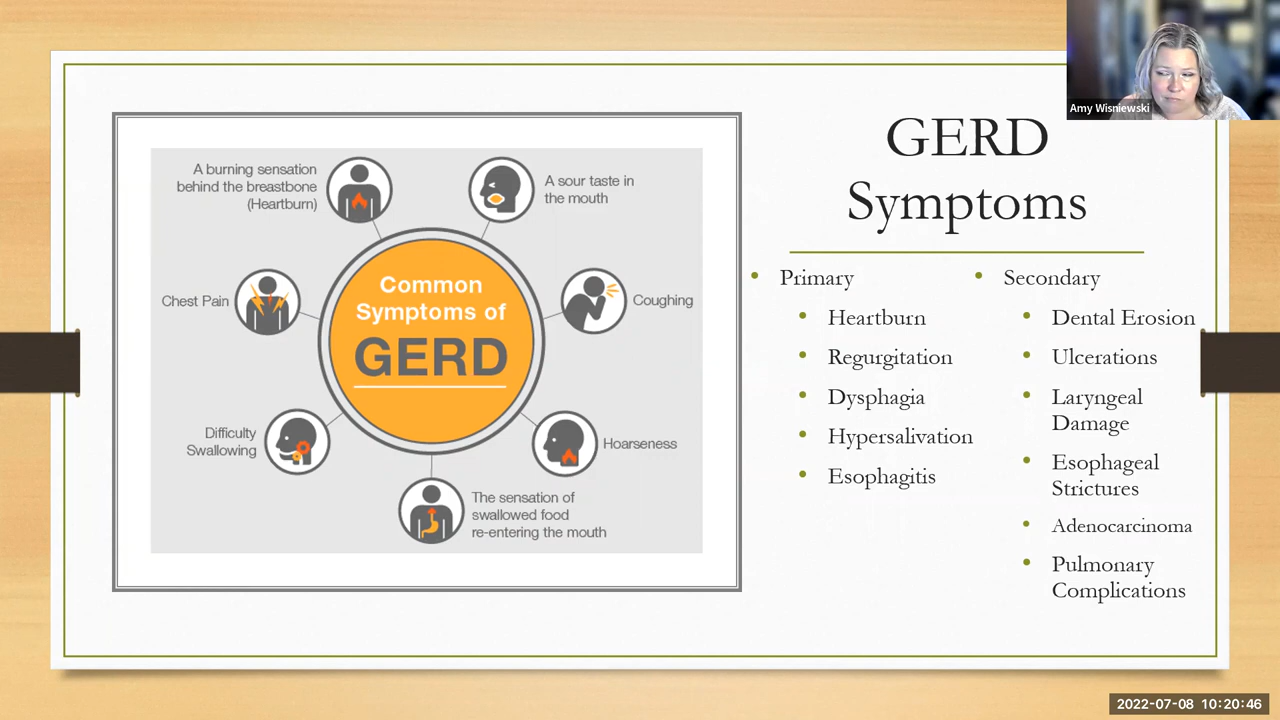 Amy Wisniewski
GERD
Symptoms
A burning sensation
behind the breastbone
(Heartburn)
A sour taste in
the mouth
Chest Pain
Common
Symptoms of
GERD
Coughing
Difficulty
Swallowing
Hoarseness
The sensation of
swallowed food
re-entering the mouth
• Primary
• Heartburn
• Regurgitation
• Dysphagia
• Hypersalivation
• Esophagitis
• Secondary
• Dental Erosion
• Ulcerations
• Laryngeal
Damage
• Esophageal
Strictures
• Adenocarcinoma
• Pulmonary
Complications
2022-07-08 10:20:46